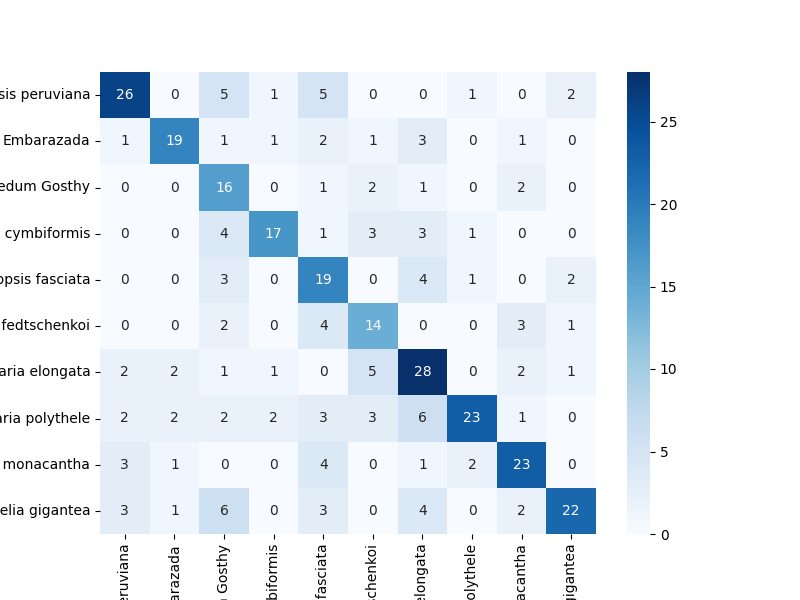 sis peruviana 26 0 5 1 5 0 0 1 0 2
Embarazada 1 19 1 1 2 1 3 0 1 0
edum Gosthy 0 0 16 0 1 2 1 0 2 0
cymbiformis 0 0 4 17 1 3 3 1 0 0
opsis fasciata 0 0 3 0 19 0 4 1 0 2
fedtschenkoi 0 0 2 0 4 14 0 0 3 1
aria elongata 2 2 1 1 0 5 28 0 2 1
aria polythele 2 2 2 2 3 3 6 23 1 0
monacantha 3 1 0 0 4 0 1 2 23 0
elia gigantea 3 1 6 0 3 0 4 0 2 22
eruviana
arazada
Gosthy
biformis
fasciata
schenkoi
elongata
olythele
acantha
gigantea
25
20
15
10
5
0